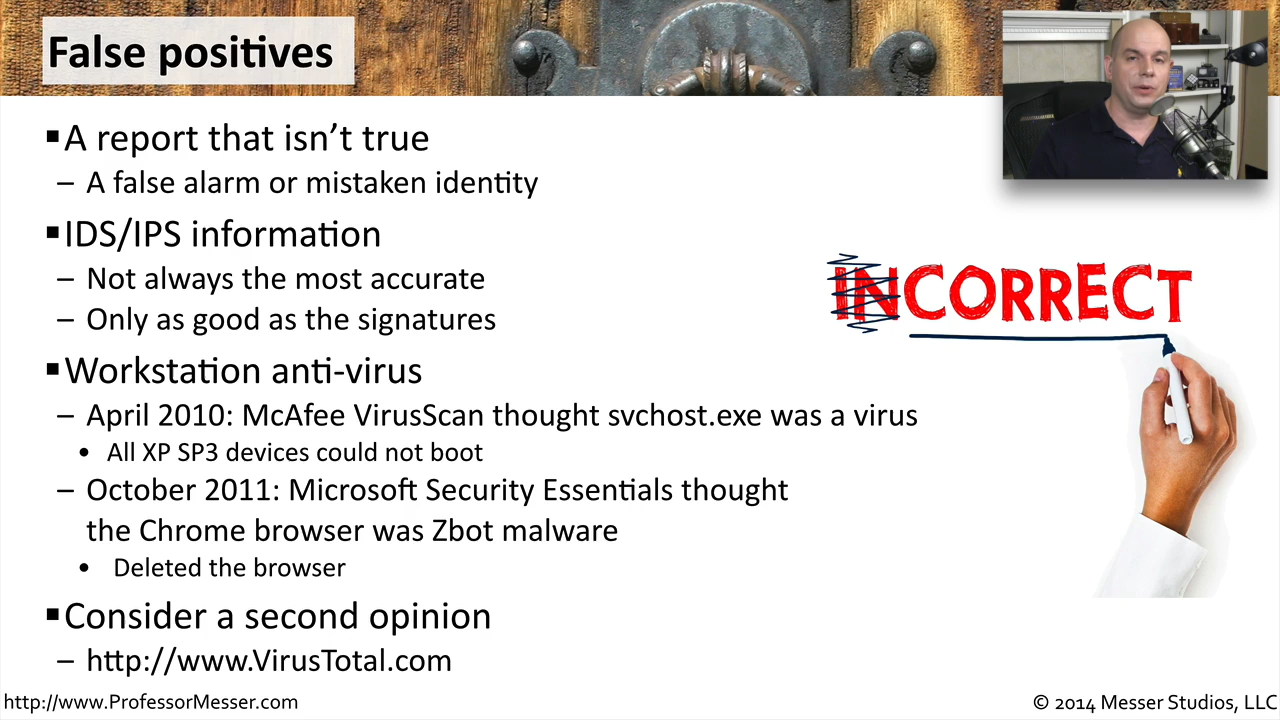 False positives
▪A report that isn't true
– A false alarm or mistaken identity
▪IDS/IPS information
– Not always the most accurate
– Only as good as the signatures
▪Workstation anti-virus
– April 2010: McAfee VirusScan thought svchost.exe was a virus
• All XP SP3 devices could not boot
– October 2011: Microsoft Security Essentials thought
the Chrome browser was Zbot malware
• Deleted the browser
▪Consider a second opinion
– http://www.VirusTotal.com
INCORRECT
http://www.ProfessorMesser.com
© 2014 Messer Studios, LLC